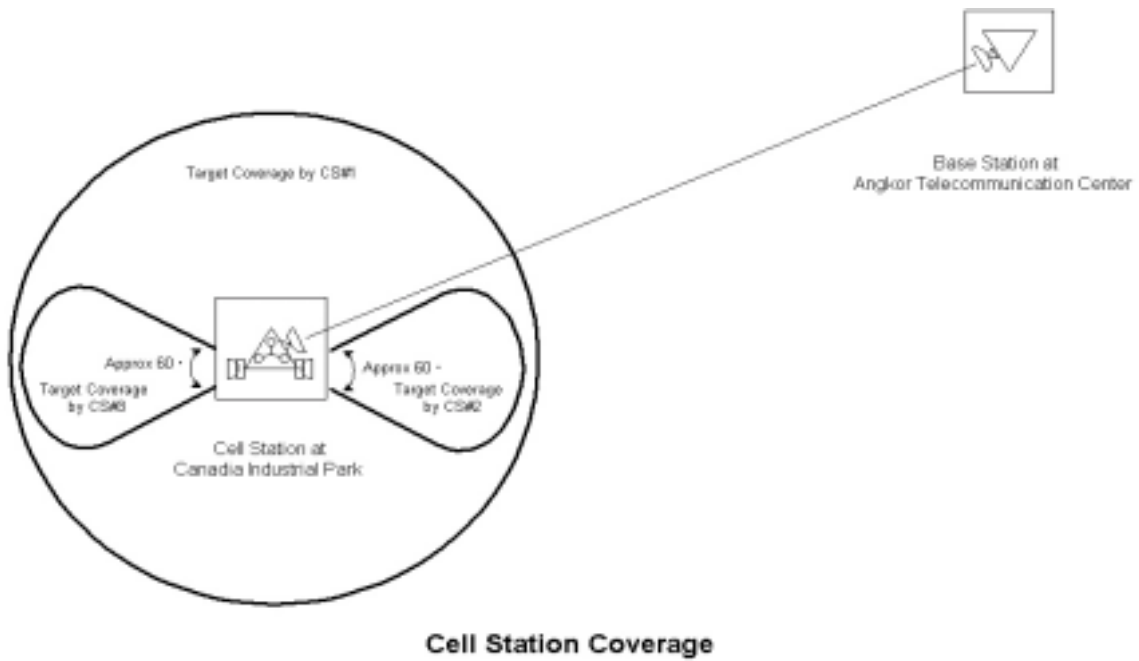 Base Station at
Angkor Telecommunication Center
Target Coverage by CS#1
Approx 60 -
Target Coverage
by CS#3
Approx 60 -
Target Coverage
by CS#2
Cell Station at
Canadia Industrial Park
Cell Station Coverage